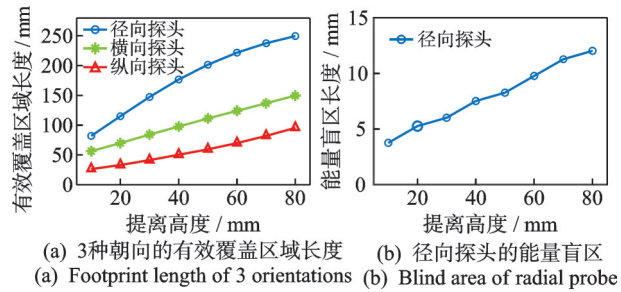 有效覆盖区域长度 / mm
250
200
150
100
50
0
径向探头
横向探头
纵向探头
20 40 60 80
提离高度 / mm
(a) 3种朝向的有效覆盖区域长度
(a) Footprint length of 3 orientations
能量盲区长度 / mm
15
10
5
0
径向探头
20 40 60 80
提离高度 / mm
(b) 径向探头的能量盲区
(b) Blind area of radial probe